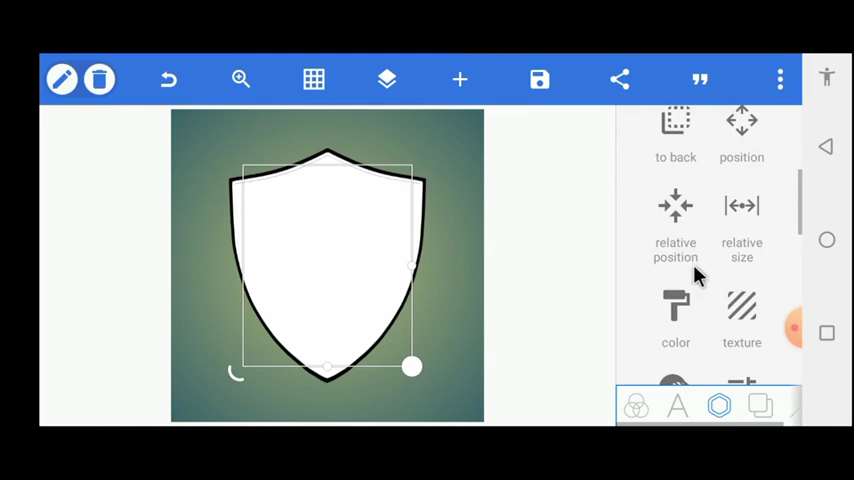 to back
position
relative
position
relative
size
color
texture